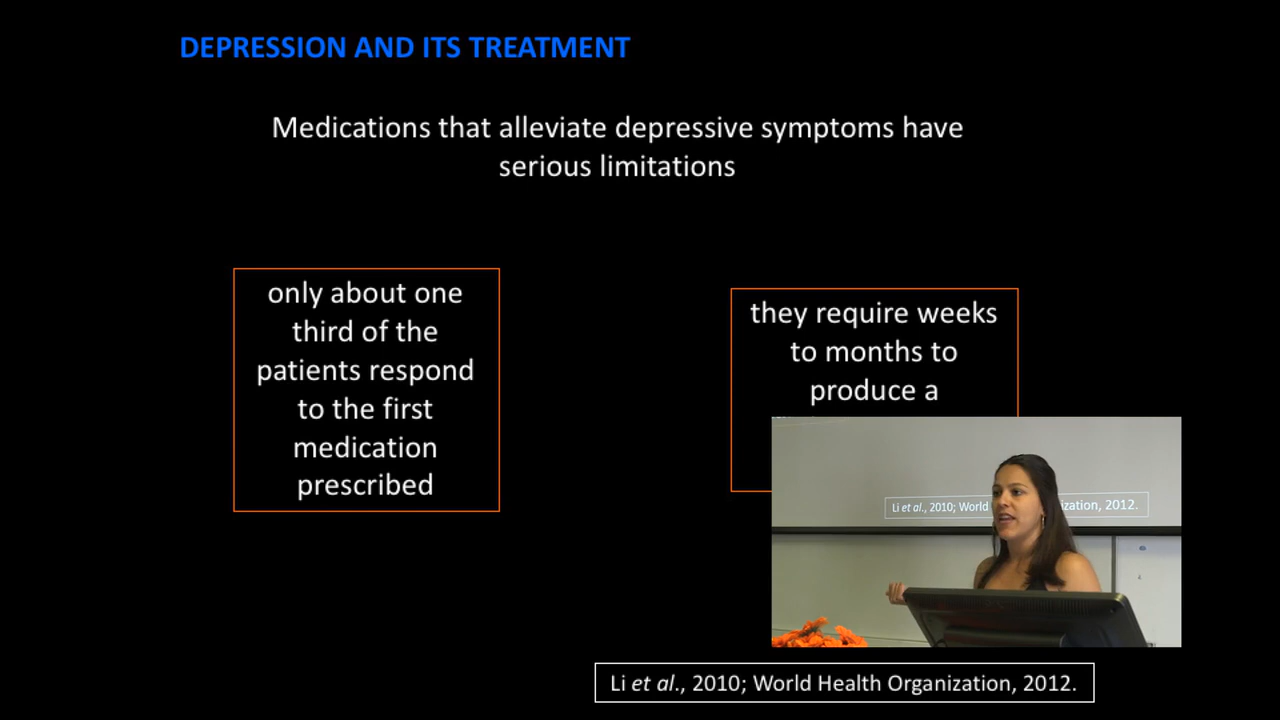 DEPRESSION AND ITS TREATMENT
Medications that alleviate depressive symptoms have
serious limitations
only about one
third of the
patients respond
to the first
medication
prescribed
they require weeks
to months to
produce a
Li et al., 2010; World ization, 2012.
Li et al., 2010; World Health Organization, 2012.